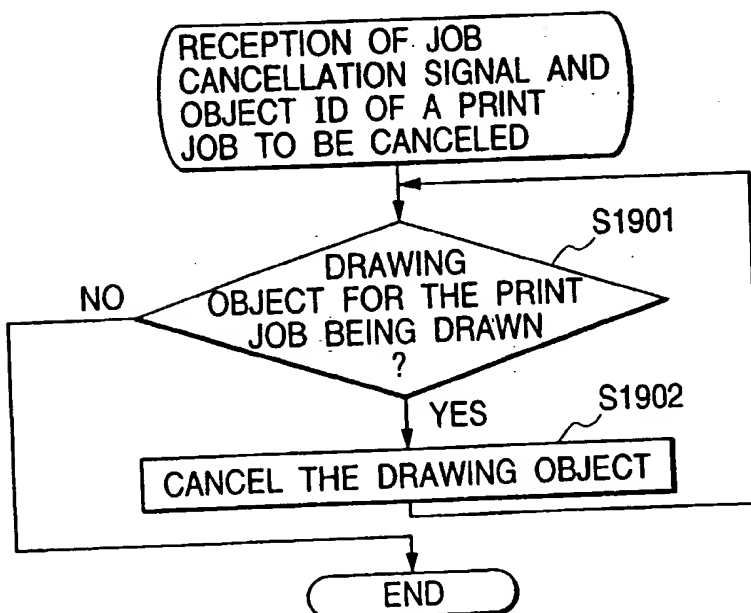 RECEPTION OF JOB
CANCELLATION SIGNAL AND
OBJECT ID OF A PRINT
JOB TO BE CANCELED
S1901
DRAWING
OBJECT FOR THE PRINT
JOB BEING DRAWN
?
NO
YES
S1902
CANCEL THE DRAWING OBJECT
END